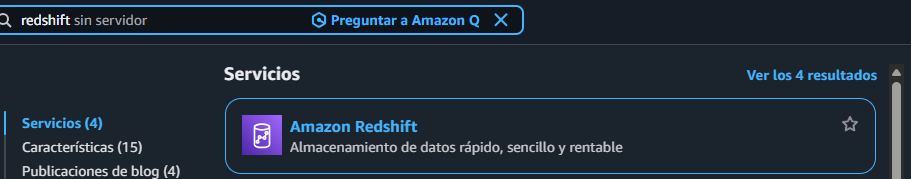 redshift sin servidor Preguntar a Amazon Q
Servicios Ver los 4 resultados
Servicios (4)
Amazon Redshift
Características (15)
Almacenamiento de datos rápido, sencillo y rentable
Publicaciones de blog (4)